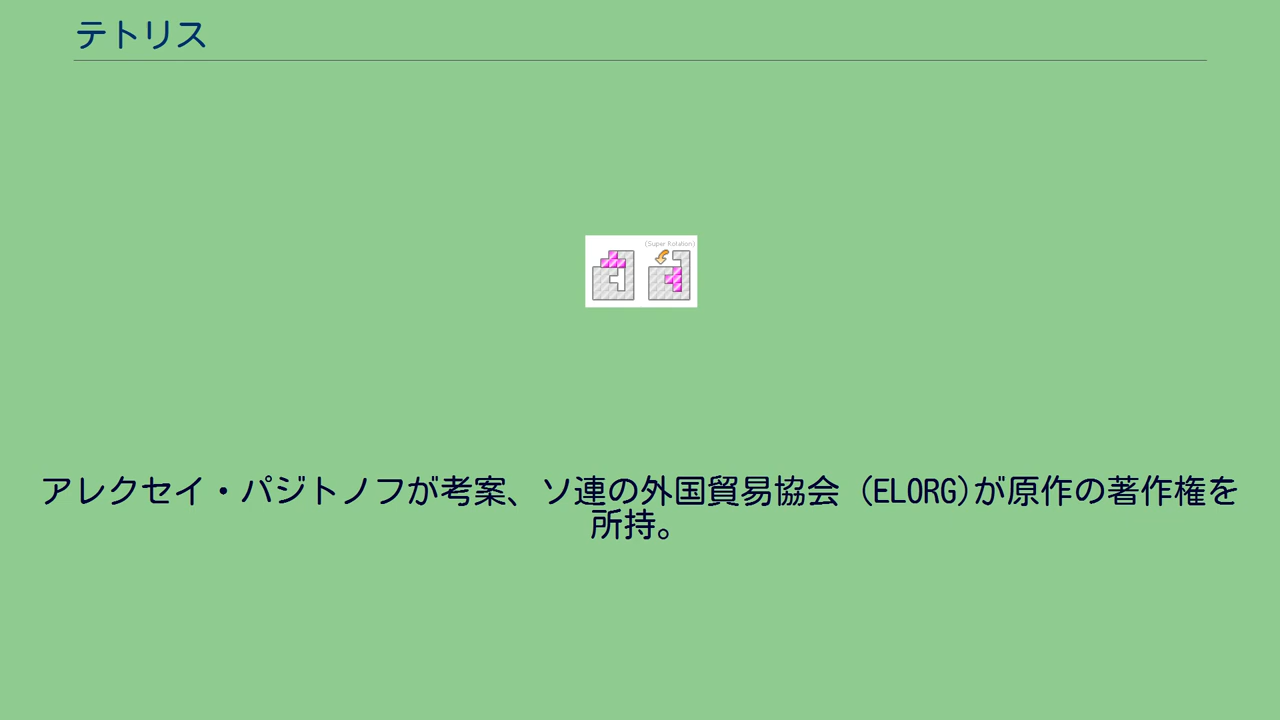 テトリス
(Super Rotation)
アレクセイ・パジトノフが考案、ソ連の外国貿易協会（ELORG)が原作の著作権を
所持。